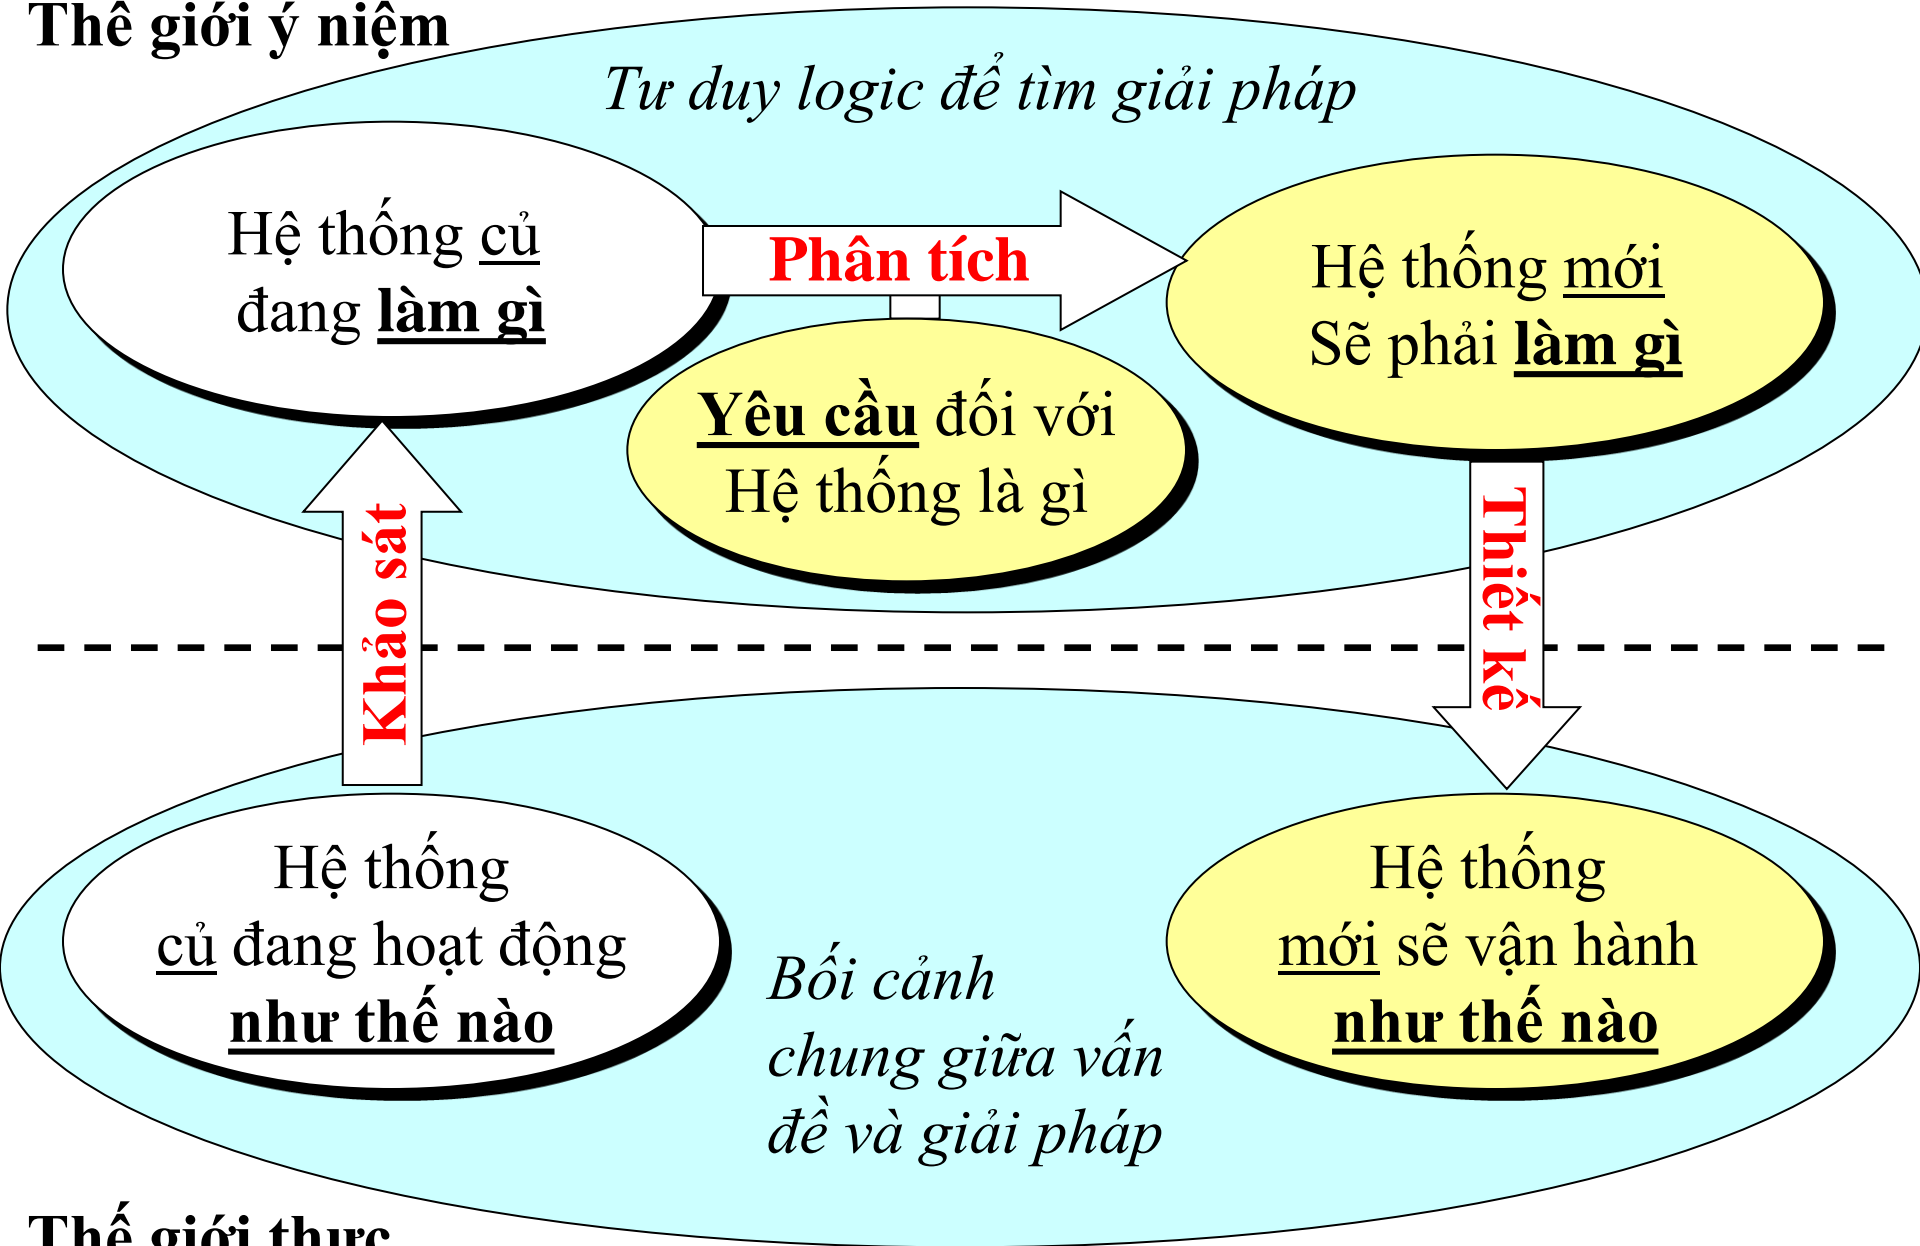 Thế giới ý niệm
Tư duy logic để tìm giải pháp
Hệ thống củ
đang làm gì
Phân tích
Hệ thống mới
Sẽ phải làm gì
Yêu cầu đối với
Hệ thống là gì
Khảo sát
Thiết kế
Hệ thống
củ đang hoạt động
như thế nào
Bối cảnh
chung giữa vấn
đề và giải pháp
Hệ thống
mới sẽ vận hành
như thế nào
Thế giới thực